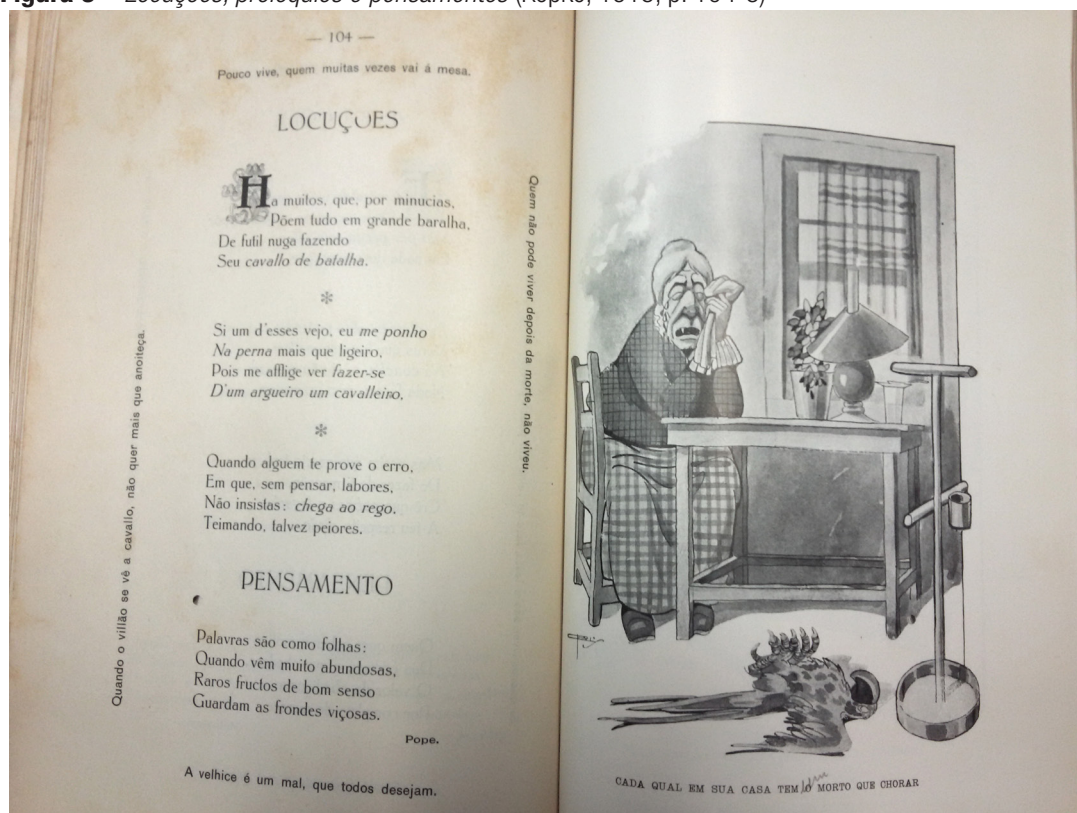 Figura 8 – Locuções, prolóquios e pensamentos (Köpke, p. 104-5)
— 104 —
Pouco vive, quem muitas vezes vai á mesa.
LOCUÇÕES
Ha muitos, que, por minucias,
Põem tudo em grande baralha,
De futil nuga fazendo
Seu cavallo de batalha.
*
Si um d'esses vejo, eu me ponho
Na perna mais que ligeiro,
Pois me afflige ver fazer-se
D'um argueiro um cavalleiro.
*
Quando alguem te prove o erro,
Em que, sem pensar, labores,
Não insistas: chega ao rego.
Teimando, talvez peiores.
PENSAMENTO
Palavras são como folhas:
Quando vêm muito abundosas,
Raros fructos de bom senso
Guardam as frondes viçosas.
Pope.
A velhice é um mal, que todos desejam.
Quando o villão se vê a cavallo, não quer mais que anoiteça.
Quem não pode viver depois da morte, não viveu.
CADA QUAL EM SUA CASA TEM MORTO QUE CHORAR